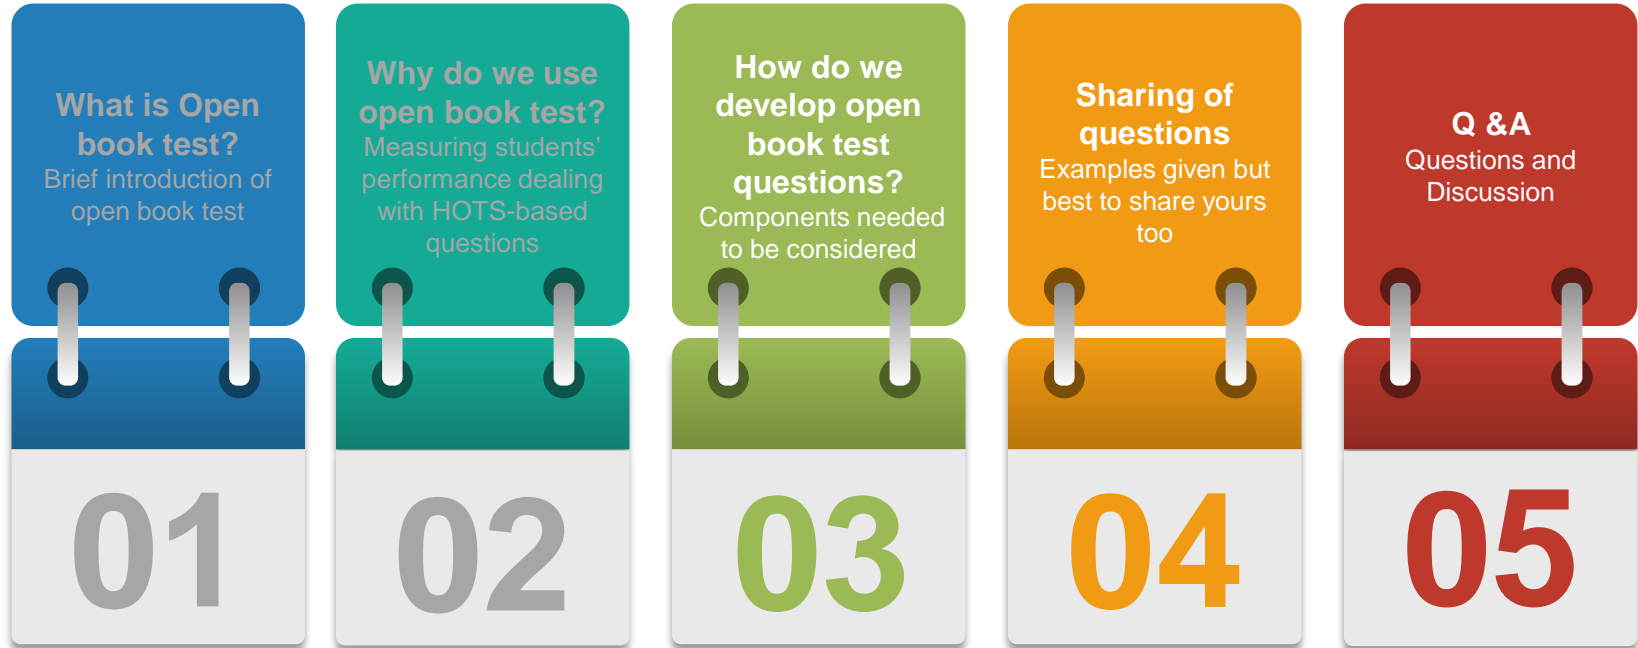 What is Open
book test?
Brief introduction of
open book test
01
Why do we use
open book test?
Measuring students’
performance dealing
with HOTS-based
questions
02
How do we
develop open
book test
questions?
Components needed
to be considered
03
Sharing of
questions
Examples given but
best to share yours
too
04
Q &A
Questions and
Discussion
05